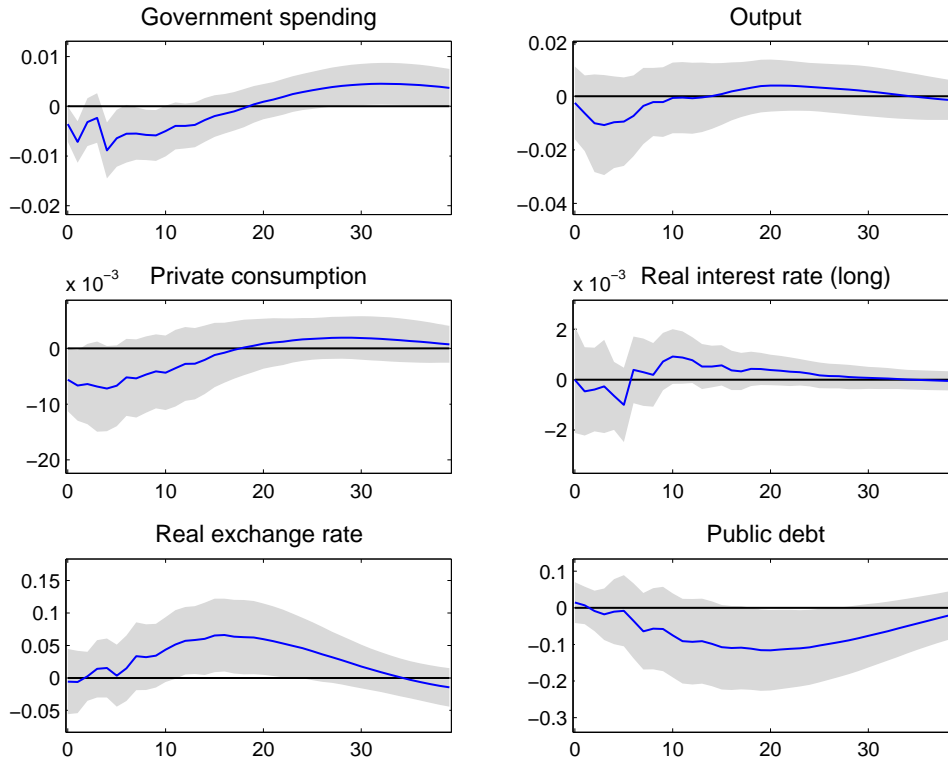 Government spending
0.01
0
−0.01
−0.02
0 10 20 30
Output
0.02
0
−0.02
−0.04
0 10 20 30
Private consumption
x 10⁻³
0
−10
−20
0 10 20 30
Real interest rate (long)
x 10⁻³
2
0
−2
0 10 20 30
Real exchange rate
0.15
0.1
0.05
0
−0.05
0 10 20 30
Public debt
0.1
0
−0.1
−0.2
−0.3
0 10 20 30